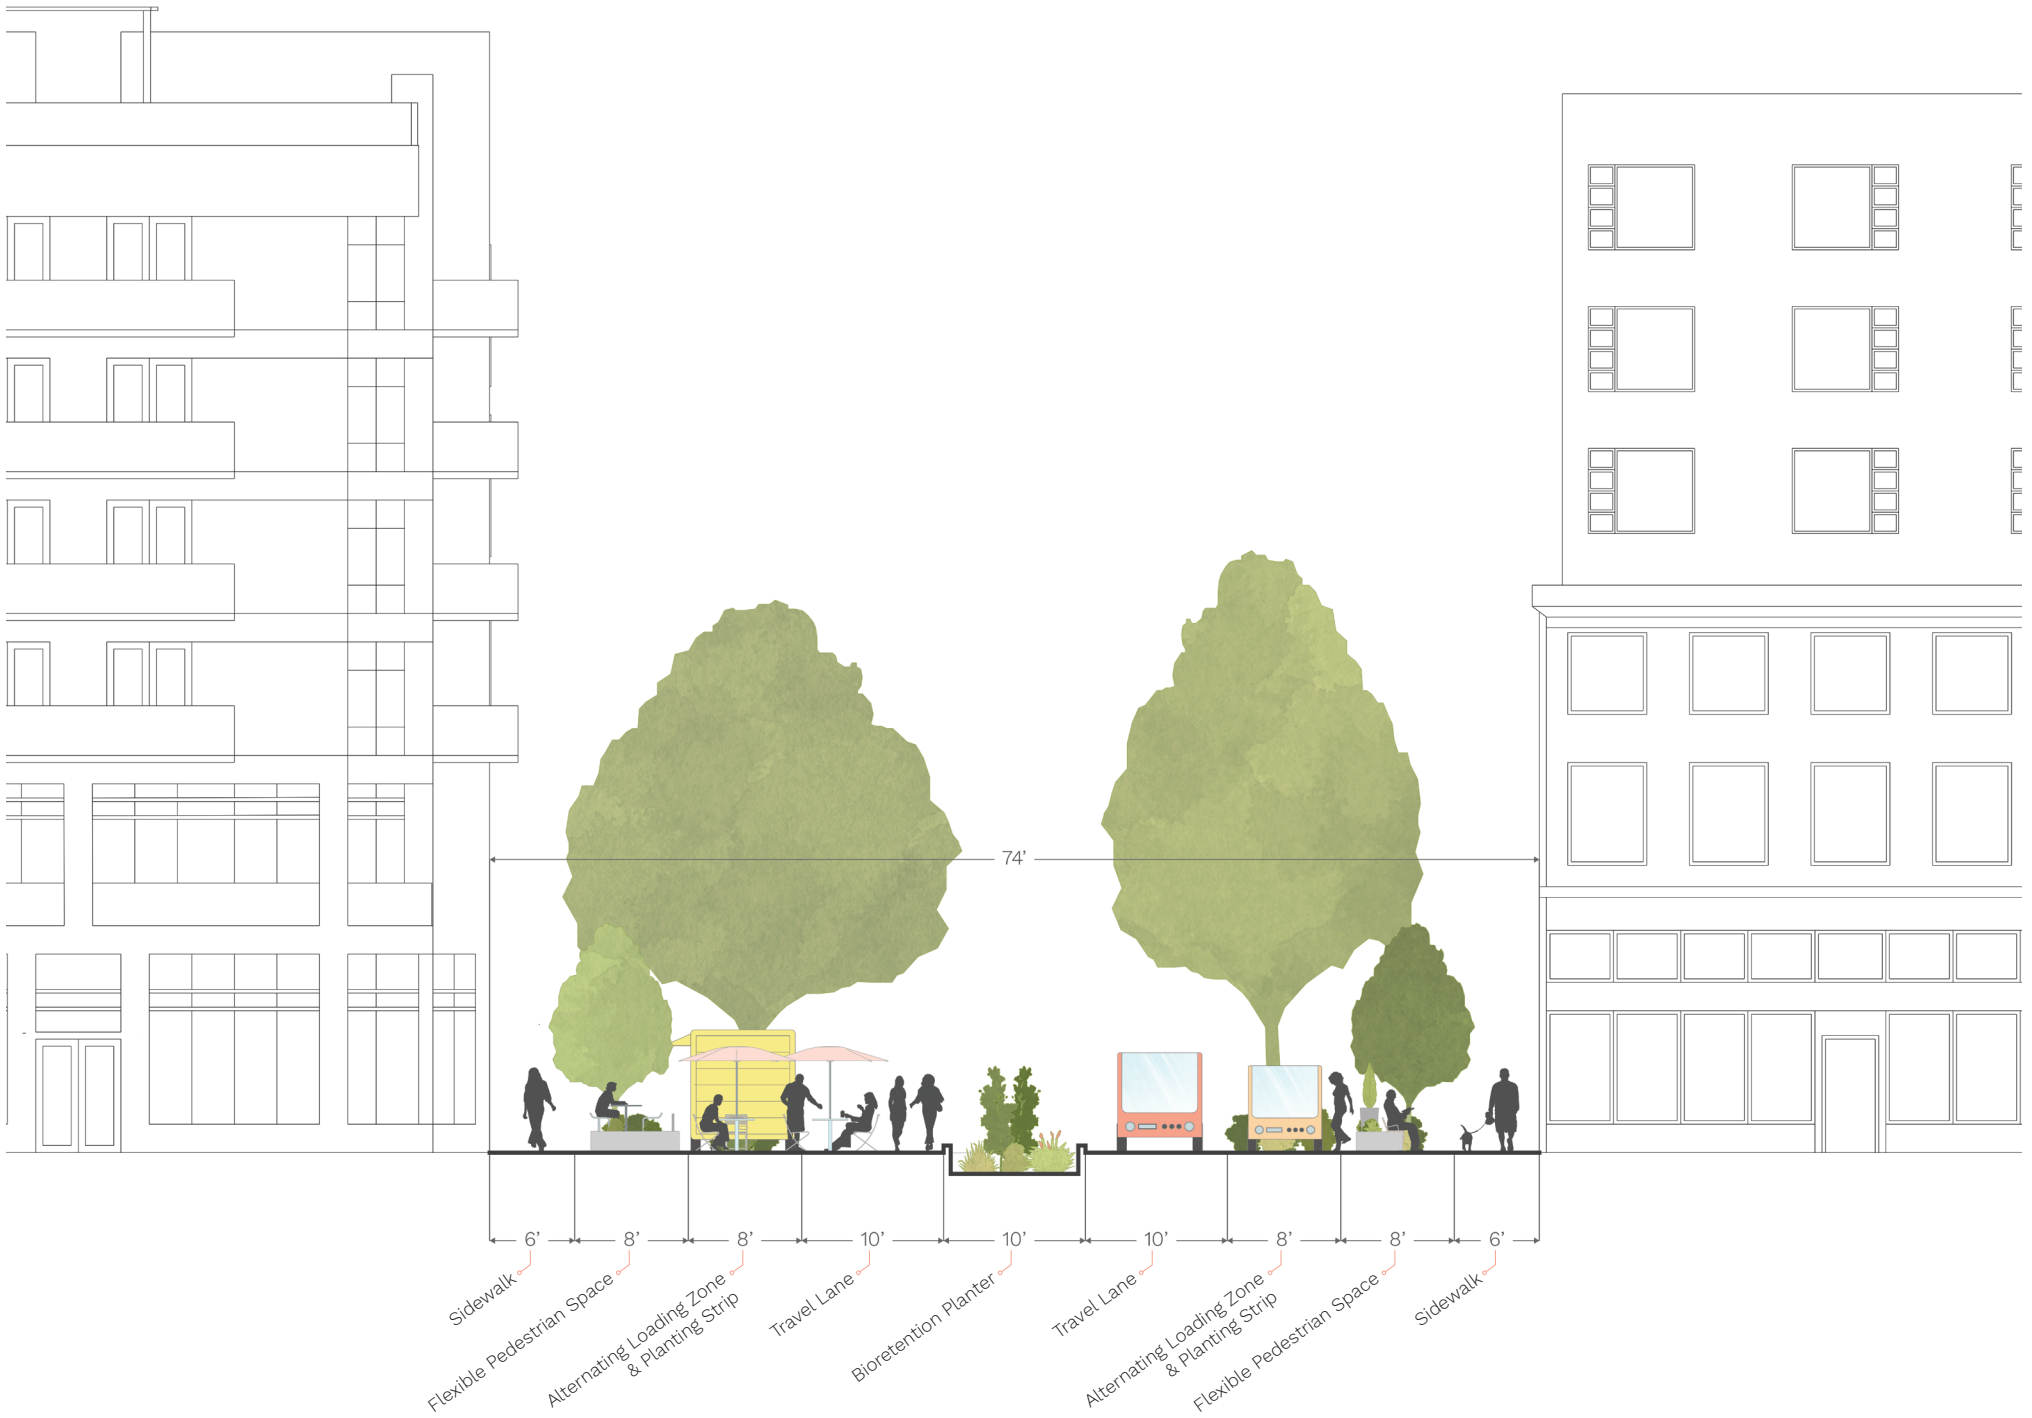 74’
6’
8’
8’
10’
10’
10’
8’
8’
6’
Sidewalk
Flexible Pedestrian Space
Alternating Loading Zone
& Planting Strip
Travel Lane
Bioretention Planter
Travel Lane
Alternating Loading Zone
& Planting Strip
Flexible Pedestrian Space
Sidewalk